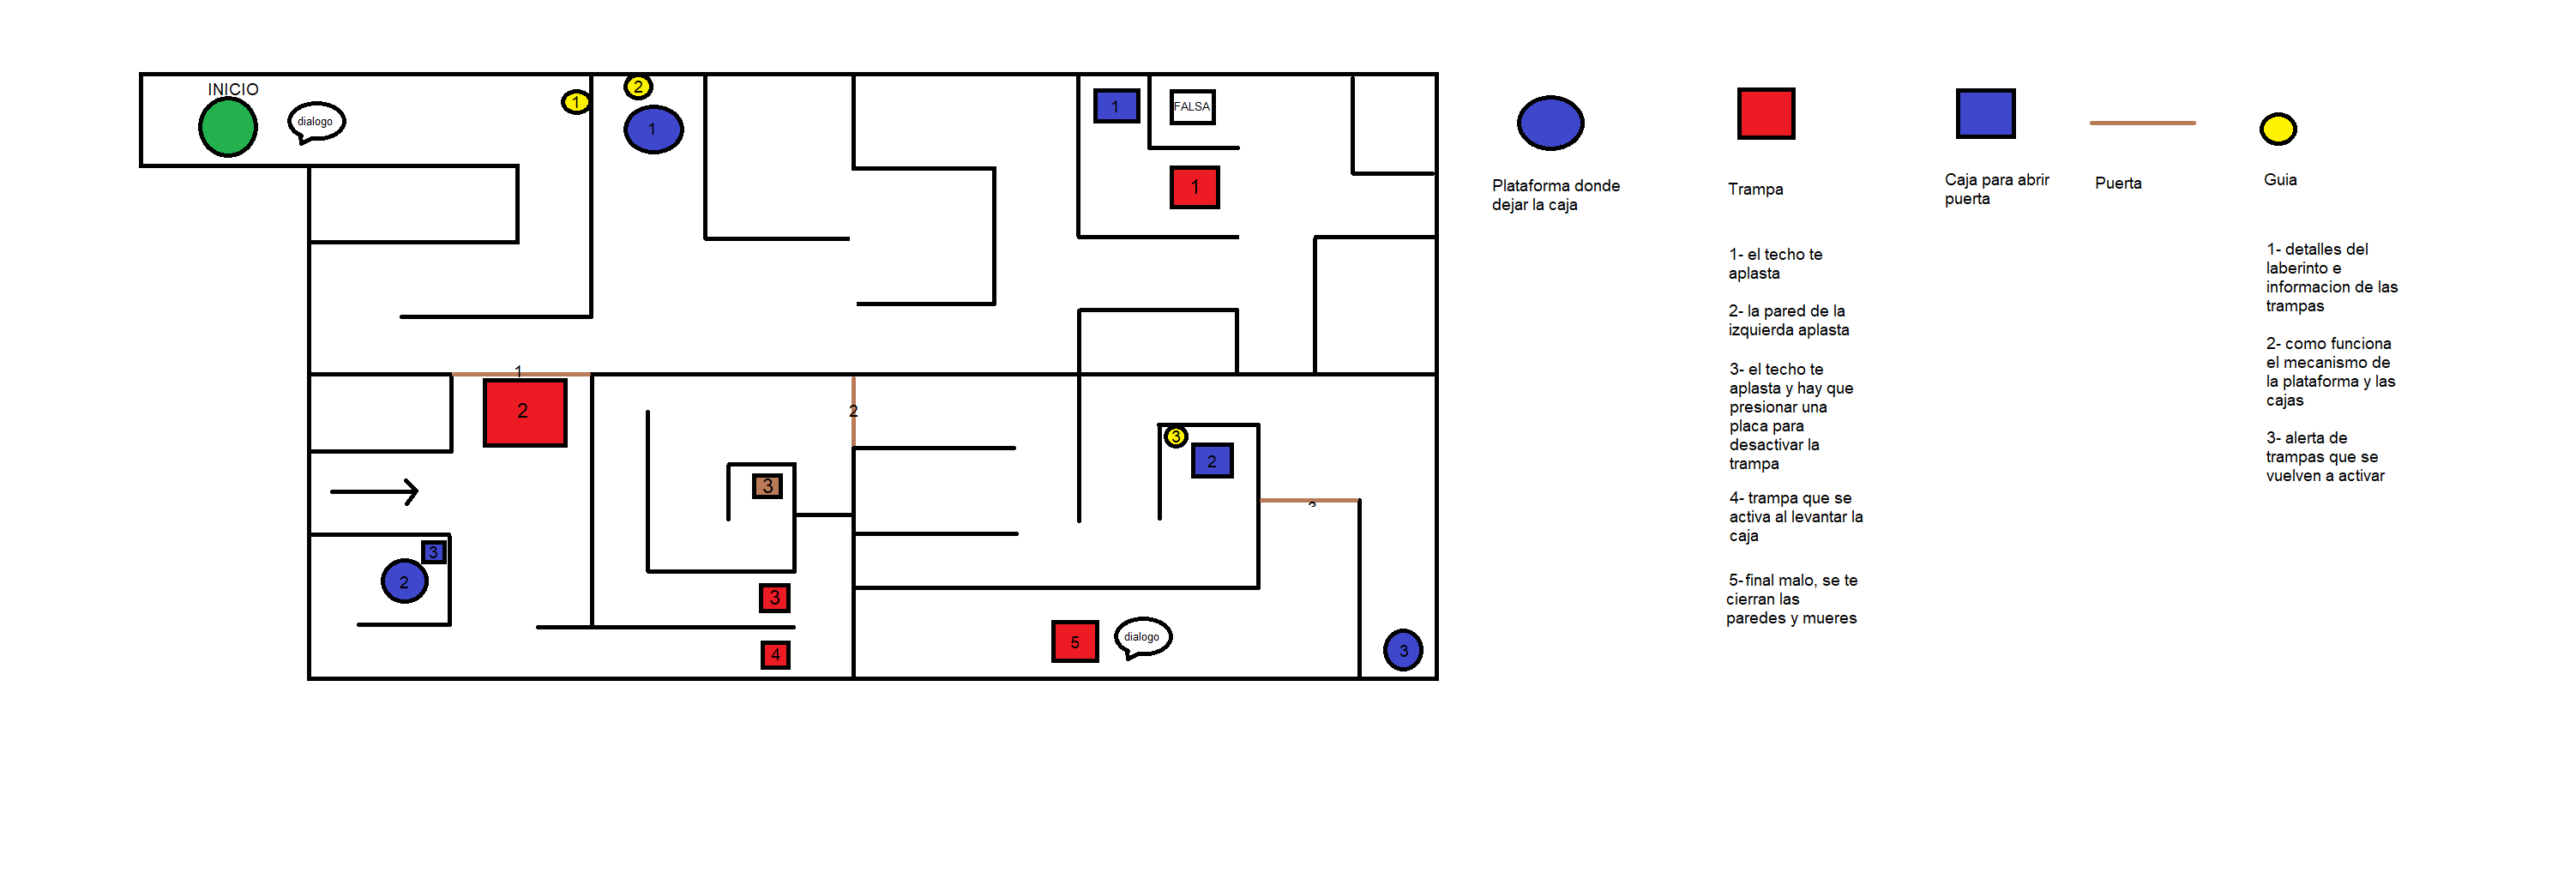 INICIO
dialogo
1
2
1
1
FALSA
1
1
2
2
3
2
3
3
2
3
3
4
5
dialogo
3
Plataforma donde
dejar la caja
Trampa
1- el techo te
aplasta
2- la pared de la
izquierda aplasta
3- el techo te
aplasta y hay que
presionar una
placa para
desactivar la
trampa
4- trampa que se
activa al levantar la
caja
5-final malo, se te
cierran las
paredes y mueres
Caja para abrir
puerta
Puerta
Guia
1- detalles del
laberinto e
informacion de las
trampas
2- como funciona
el mecanismo de
la plataforma y las
cajas
3- alerta de
trampas que se
vuelven a activar